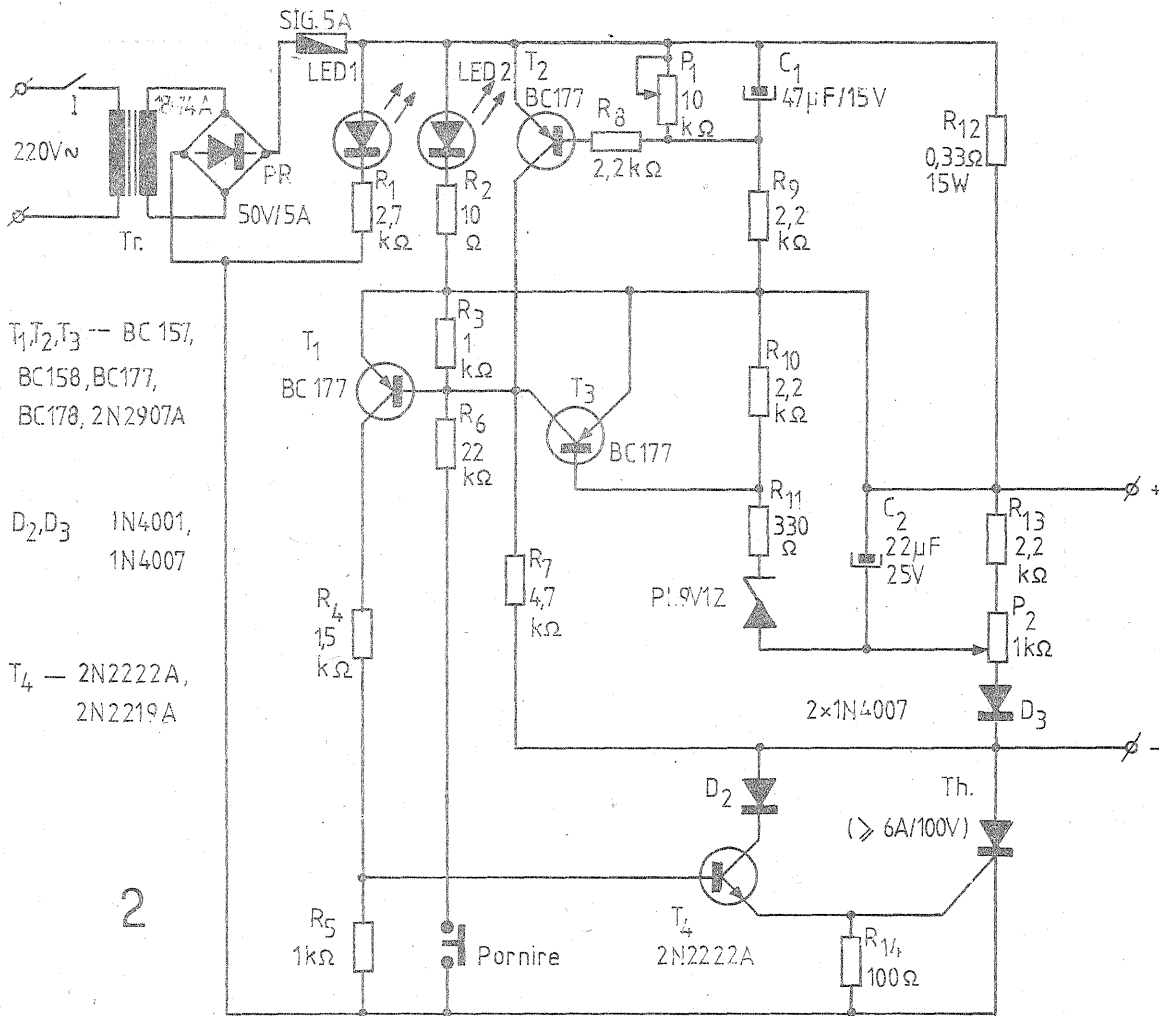 SIG.5A
LED1
LED2
T2
BC177
P1
10
kΩ
C1
47µF/15V
I
220V~
Tr.
PR
50V/5A
R1
2,7
kΩ
R2
10
Ω
R8
2,2kΩ
R9
2,2
kΩ
R12
0,33Ω
15W
T1,T2,T3 — BC 157,
BC158, BC177,
BC178, 2N2907A
T1
BC177
R3
1
kΩ
R6
22
kΩ
T3
BC177
R10
2,2
kΩ
+
D2,D3 1N4001,
1N4007
R11
330
Ω
C2
22µF
25V
R13
2,2
kΩ
R7
4,7
kΩ
R4
1,5
kΩ
P2
1kΩ
T4 — 2N2222A,
2N2219A
2×1N4007
D3
-
D2
Th.
(≥ 6A/100V)
2
R5
1kΩ
Pornire
T4
2N2222A
R14
100Ω